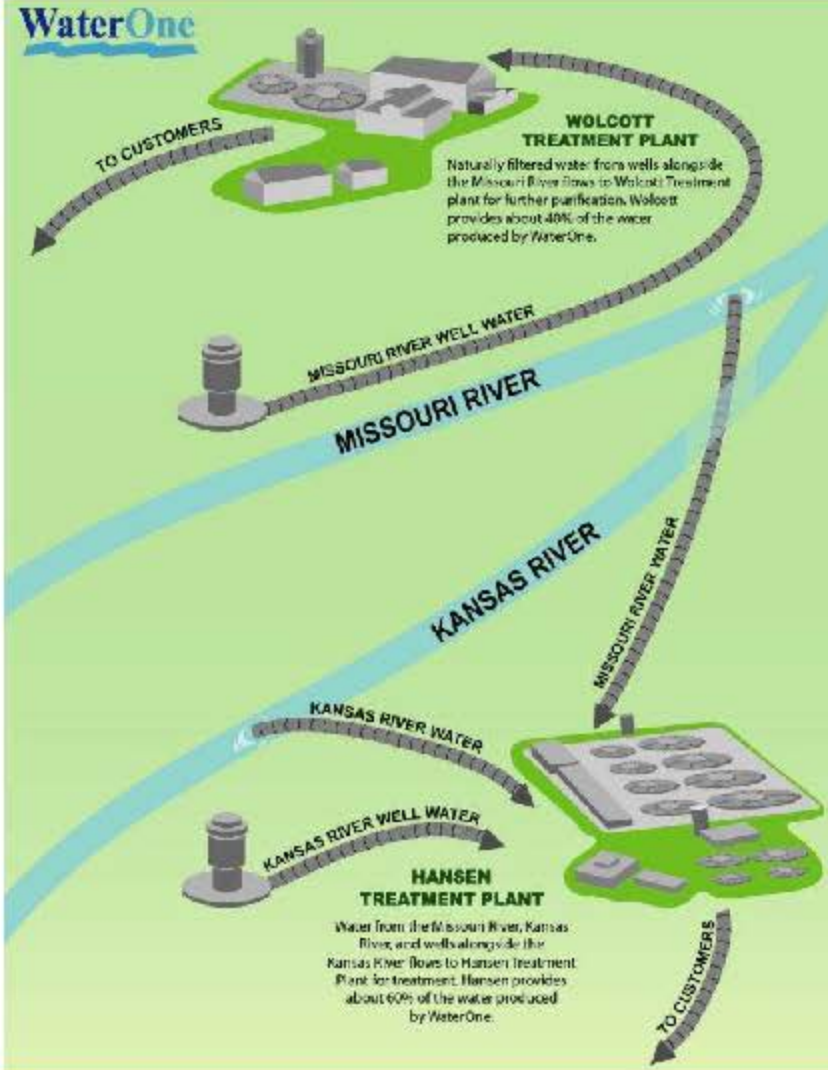 WaterOne
TO CUSTOMERS
WOLCOTT
TREATMENT PLANT
Naturally filtered water from wells alongside
the Missouri River flows to Wolcott Treatment
plant for further purification. Wolcott
provides about 40% of the water
produced by WaterOne.
MISSOURI RIVER WELL WATER
MISSOURI RIVER
KANSAS RIVER
MISSOURI RIVER WATER
KANSAS RIVER WATER
KANSAS RIVER WELL WATER
HANSEN
TREATMENT PLANT
Water from the Missouri River, Kansas
River, and wells alongside the
Kansas River flows to Hansen Treatment
Plant for treatment. Hansen provides
about 60% of the water produced
by WaterOne.
TO CUSTOMERS